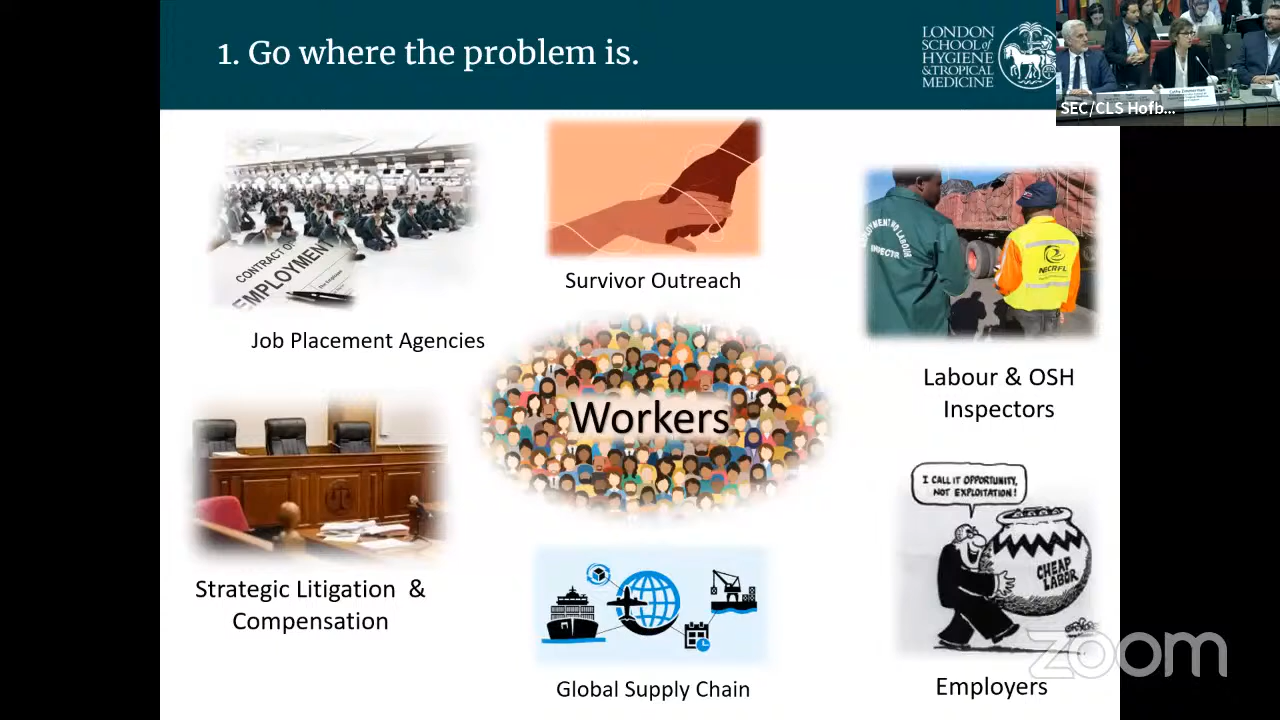 1. Go where the problem is.
LONDON
SCHOOL of
HYGIENE
& TROPICAL
MEDICINE
SEC/CLS Hofb...
CONTRACT OF
EMPLOYMENT
Job Placement Agencies
Survivor Outreach
INSPECTOR
NBCRFLI
Labour & OSH
Inspectors
Workers
Strategic Litigation &
Compensation
Global Supply Chain
I CALL IT OPPORTUNITY,
NOT EXPLOITATION!
CHEAP
LABOR
Employers
zoom